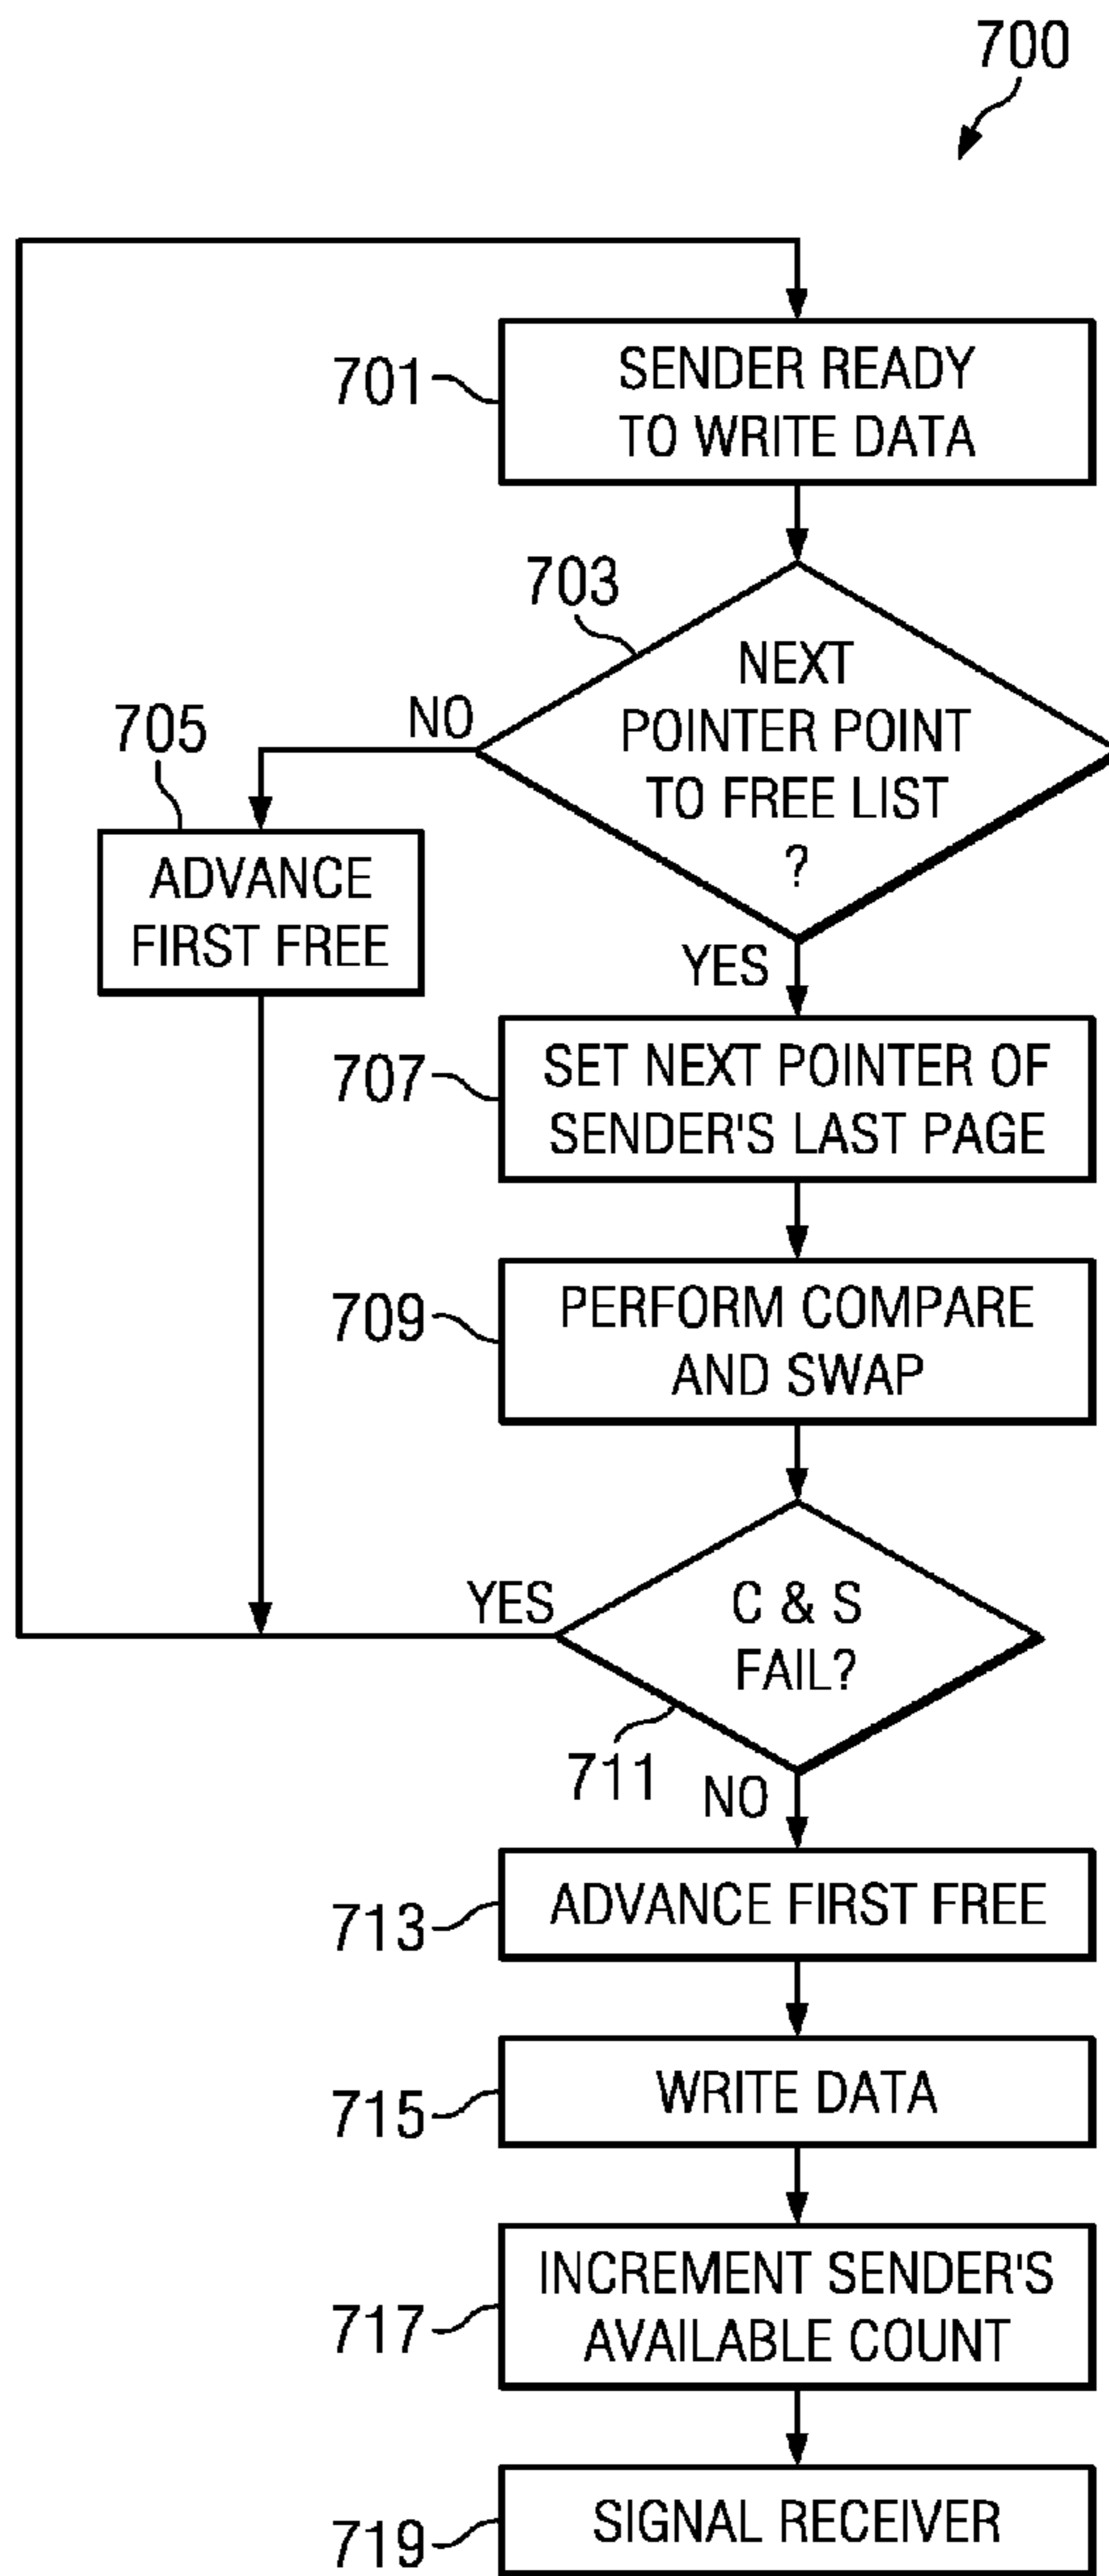 700
701
SENDER READY
TO WRITE DATA
703
NEXT
POINTER POINT
TO FREE LIST
?
NO
705
ADVANCE
FIRST FREE
YES
707
SET NEXT POINTER OF
SENDER'S LAST PAGE
709
PERFORM COMPARE
AND SWAP
YES
C & S
FAIL?
711
NO
713
ADVANCE FIRST FREE
715
WRITE DATA
717
INCREMENT SENDER'S
AVAILABLE COUNT
719
SIGNAL RECEIVER